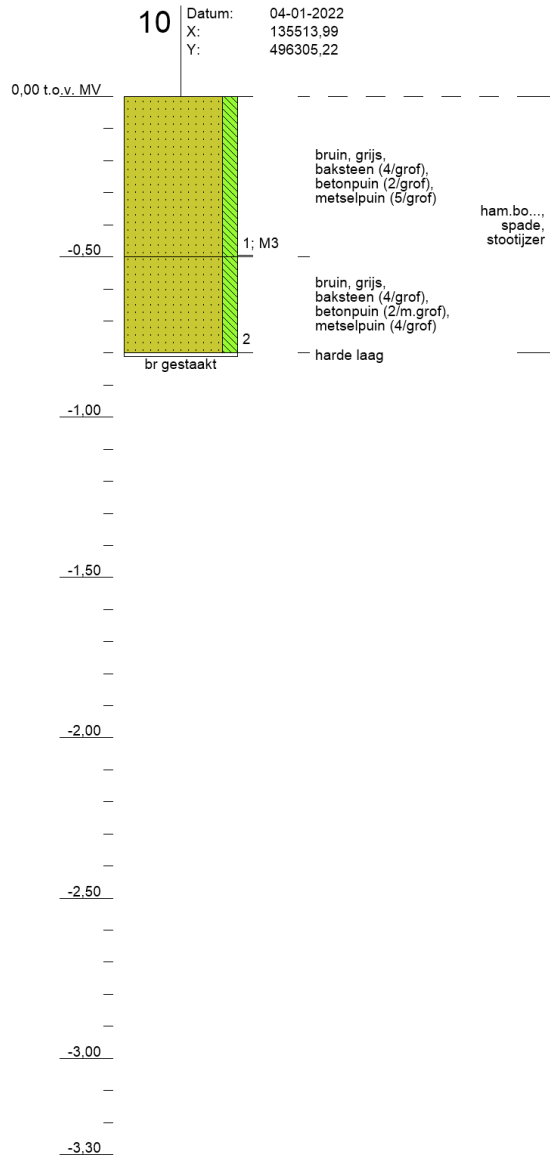 10
Datum: 04-01-2022
X: 135513,99
Y: 496305,22
0,00 t.o.v. MV
bruin, grijs,
baksteen (4/grof),
betonpuin (2/grof),
metselpuin (5/grof)
ham.bo...,
spade,
stootijzer
1; M3
-0,50
bruin, grijs,
baksteen (4/grof),
betonpuin (2/m.grof),
metselpuin (4/grof)
2
harde laag
br gestaakt
-1,00
-1,50
-2,00
-2,50
-3,00
-3,30